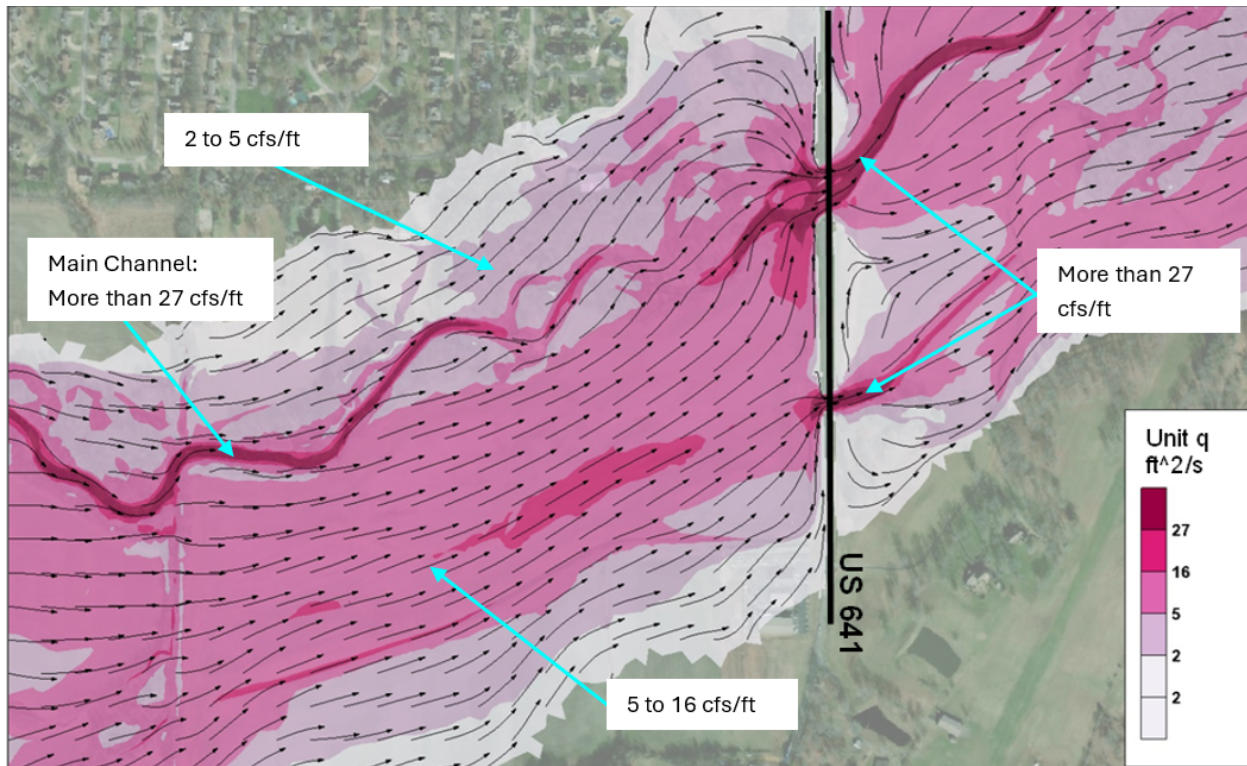 2 to 5 cfs/ft
Main Channel:
More than 27 cfs/ft
More than 27
cfs/ft
5 to 16 cfs/ft
US 641
Unit q
ft^2/s
27
16
5
2
2